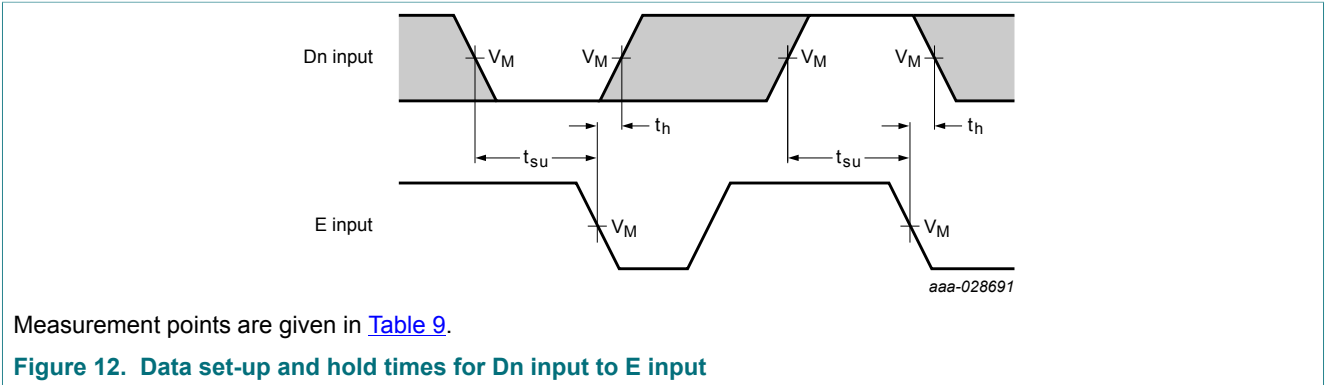 Dn input
VM
VM
VM
VM
th
th
tsu
tsu
E input
VM
VM
aaa-028691
Measurement points are given in Table 9.
Figure 12. Data set-up and hold times for Dn input to E input